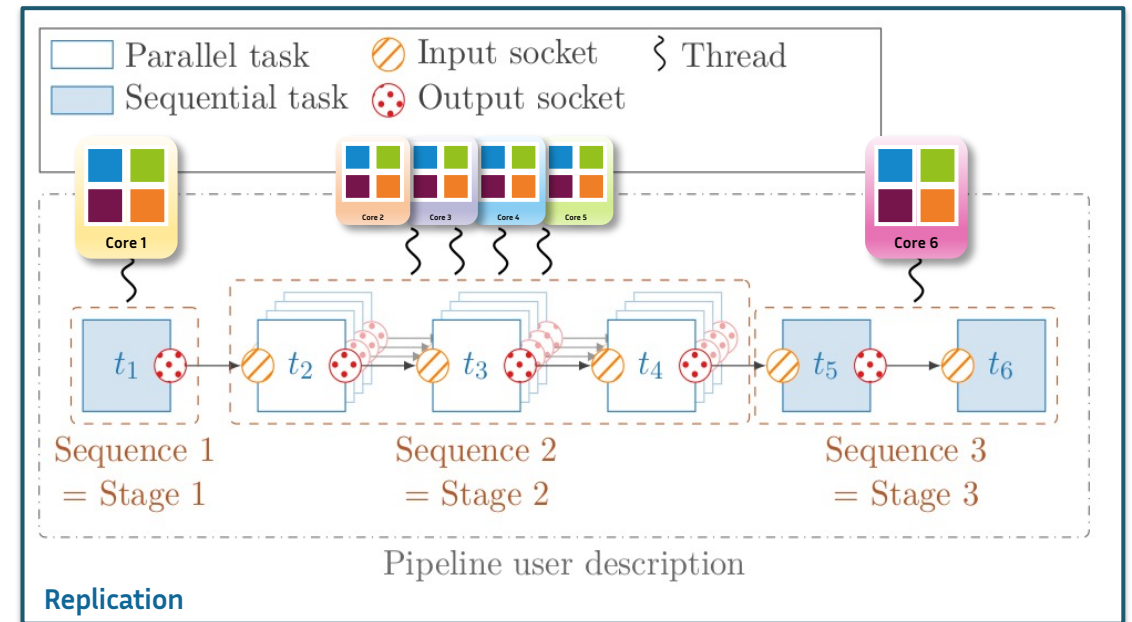 Parallel task
Input socket
Thread
Sequential task
Output socket
Core 1
Core 2
Core 3
Core 4
Core 5
Core 6
t1
t2
t3
t4
t5
t6
Sequence 1
= Stage 1
Sequence 2
= Stage 2
Sequence 3
= Stage 3
Pipeline user description
Replication